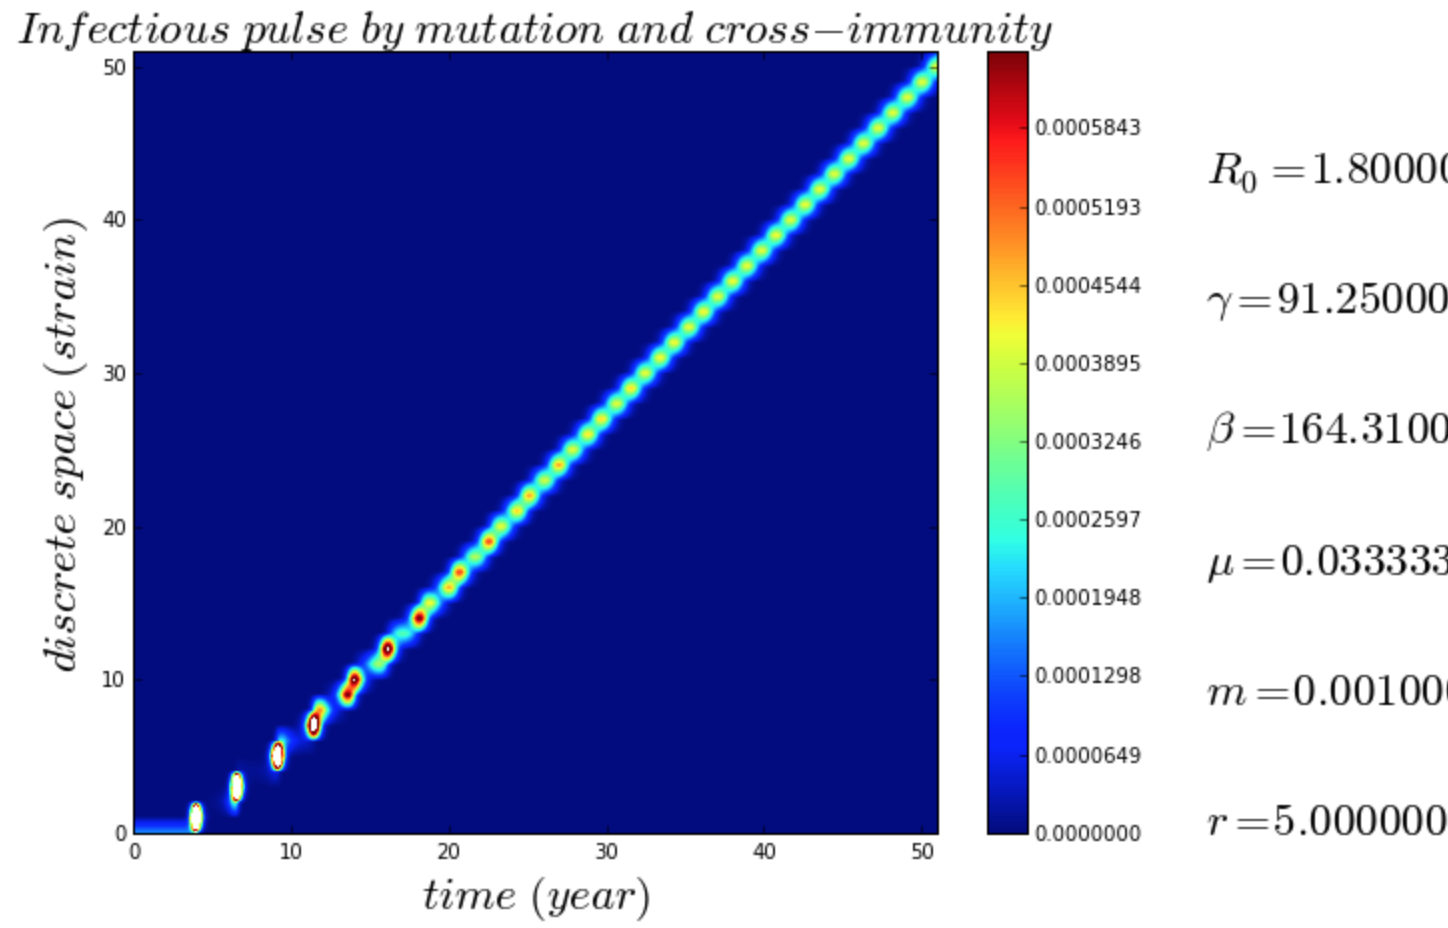 Infectious pulse by mutation and cross−immunity
50
40
30
20
10
0
discrete space (strain)
0 10 20 30 40 50
time (year)
0.0005843
0.0005193
0.0004544
0.0003895
0.0003246
0.0002597
0.0001948
0.0001298
0.0000649
0.0000000
R₀ =1.80000
γ=91.25000
β=164.3100
μ=0.033333
m=0.00100
r=5.000000